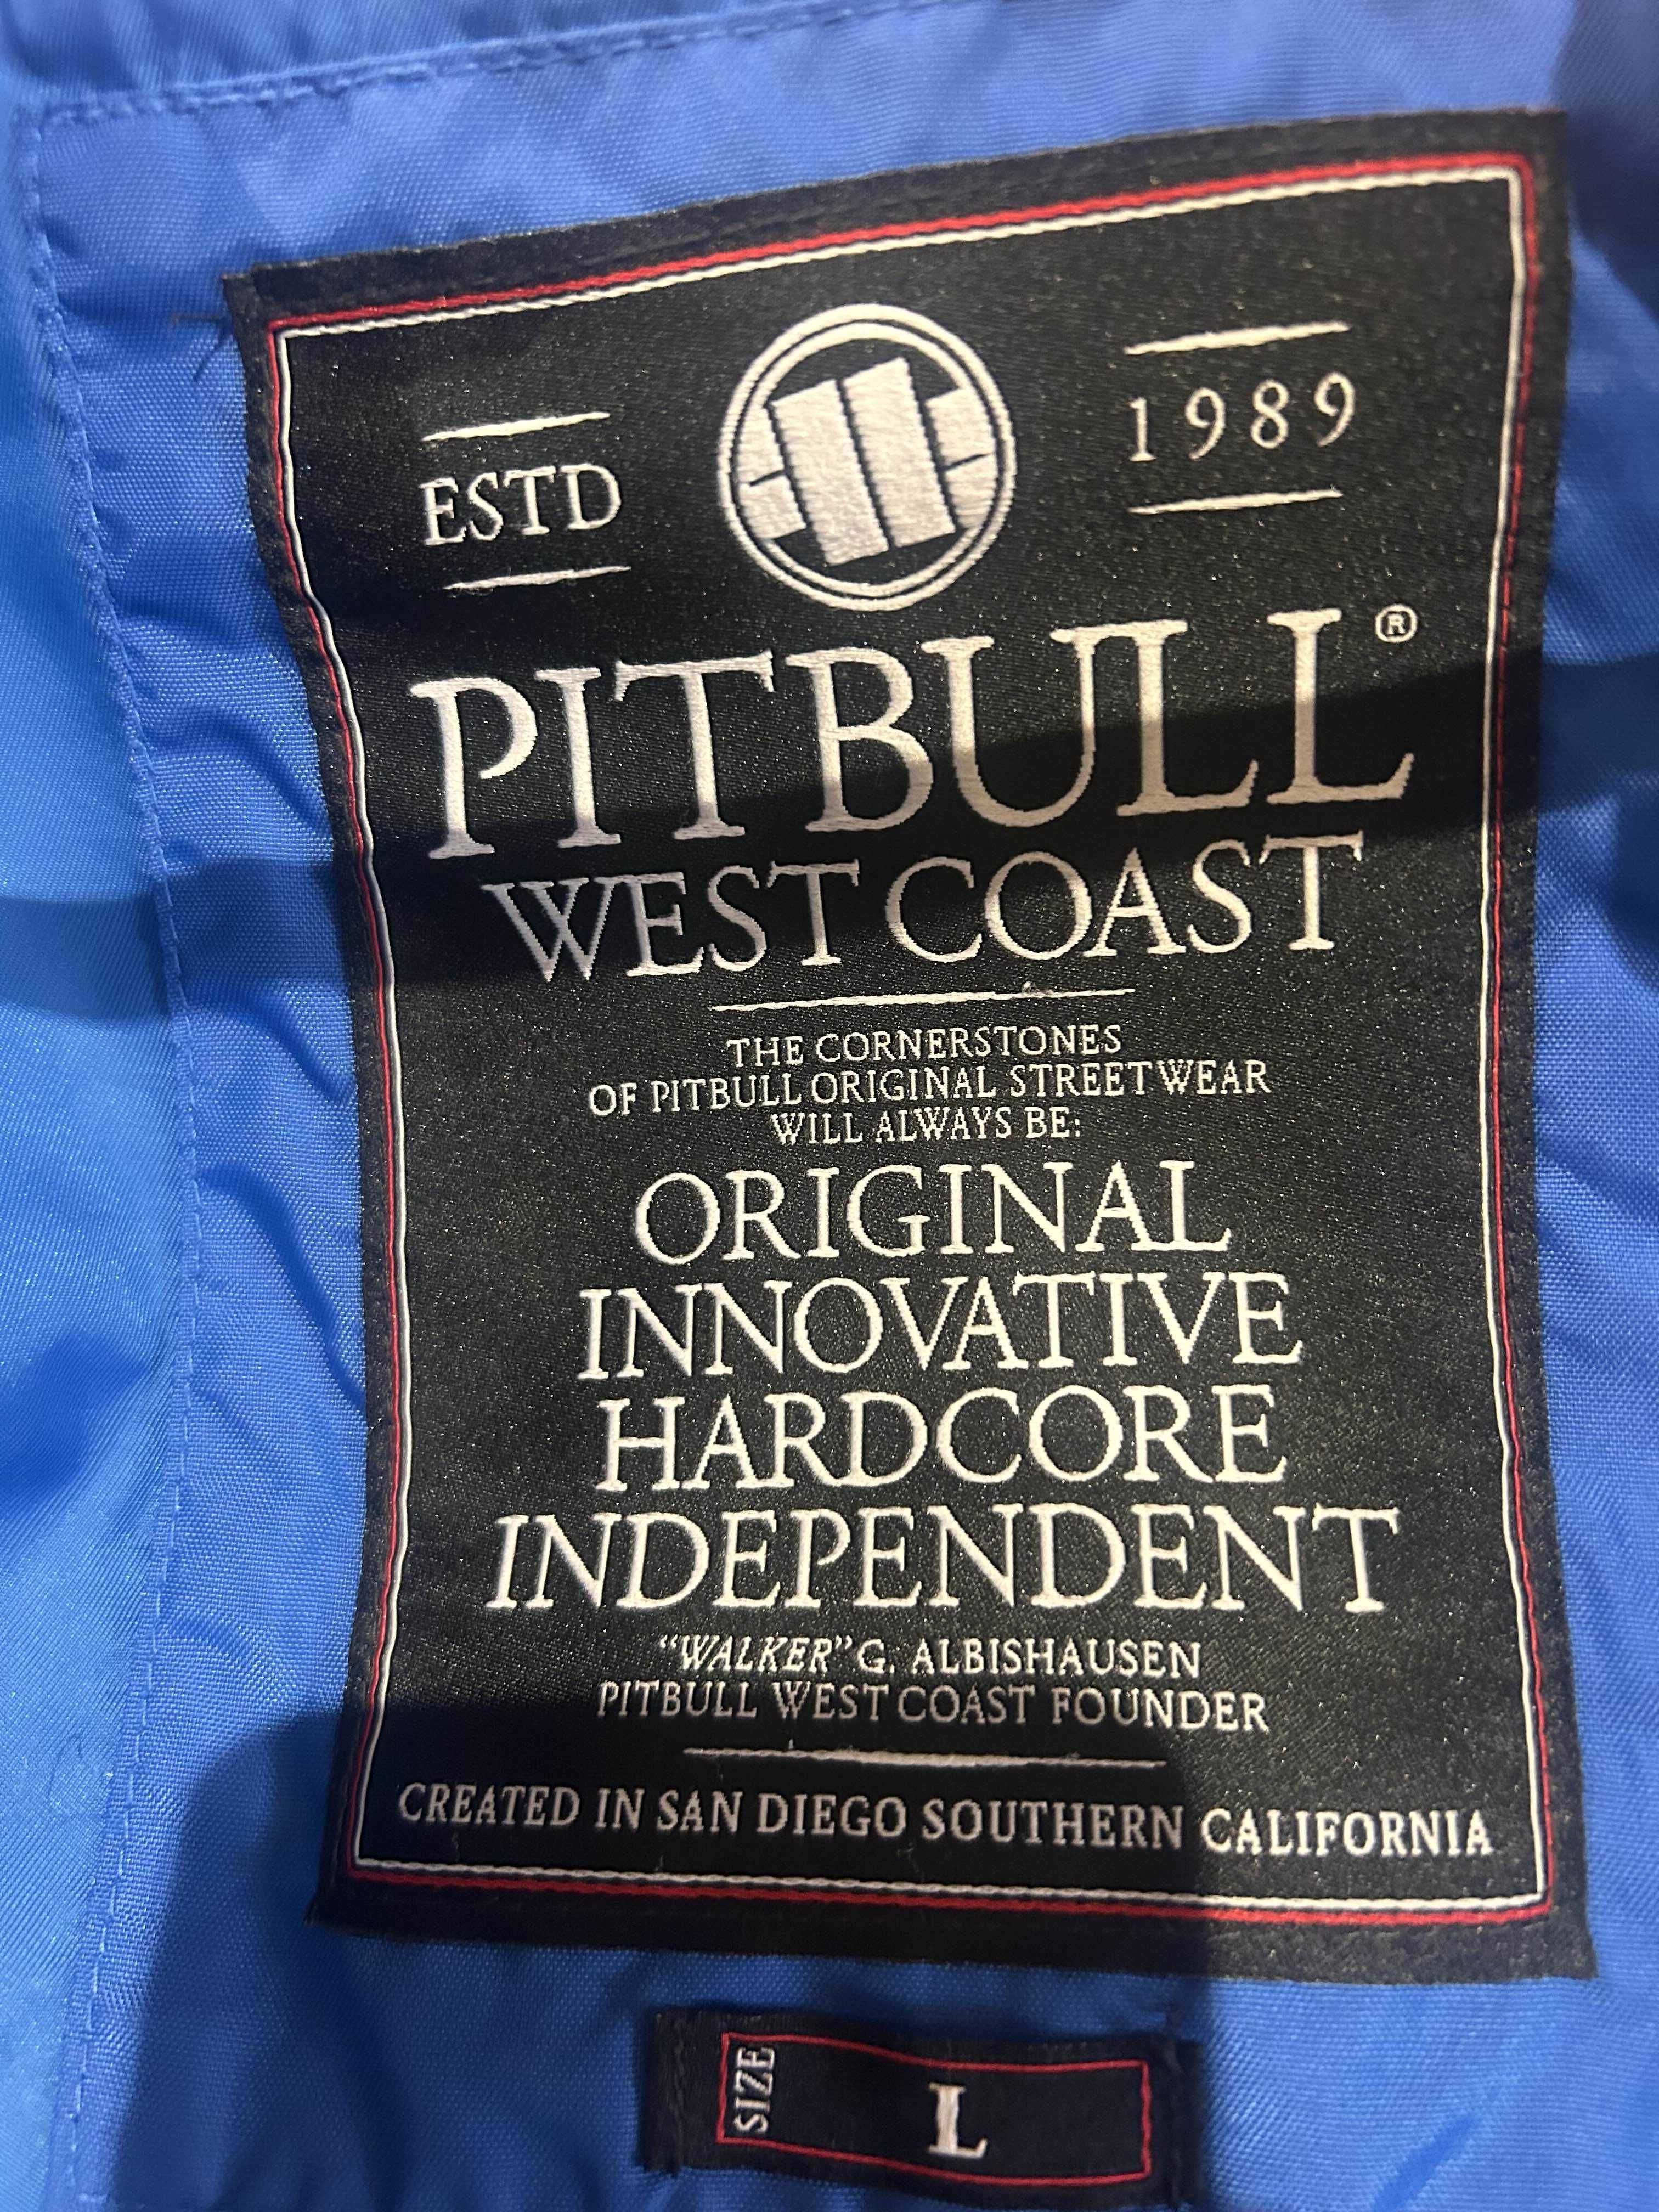 ESTD 1989
PITBULL®
WEST COAST
THE CORNERSTONES
OF PITBULL ORIGINAL STREETWEAR
WILL ALWAYS BE:
ORIGINAL
INNOVATIVE
HARDCORE
INDEPENDENT
"WALKER" G. ALBISHAUSEN
PITBULL WEST COAST FOUNDER
CREATED IN SAN DIEGO SOUTHERN CALIFORNIA
SIZE L